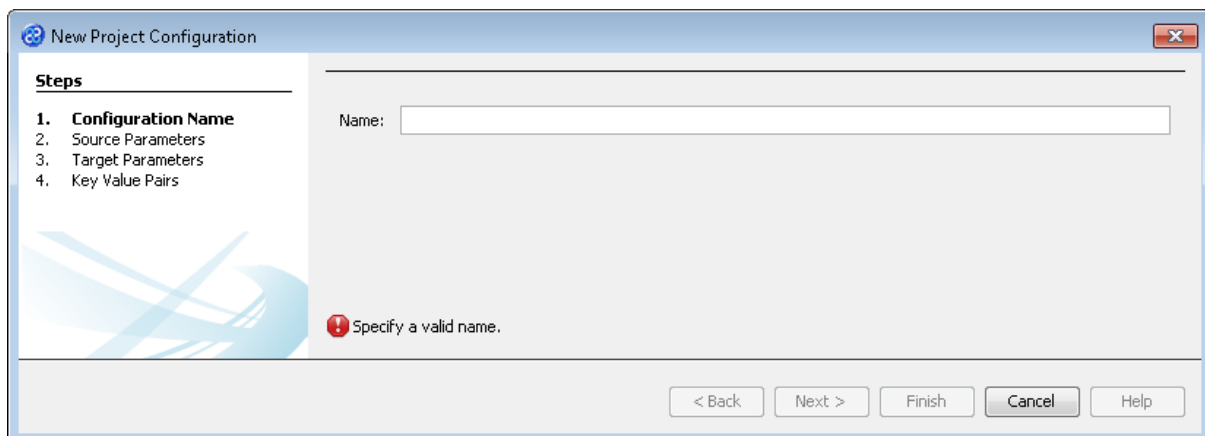 New Project Configuration
Steps
1. Configuration Name
2. Source Parameters
3. Target Parameters
4. Key Value Pairs
Name:
Specify a valid name.
< Back Next > Finish Cancel Help